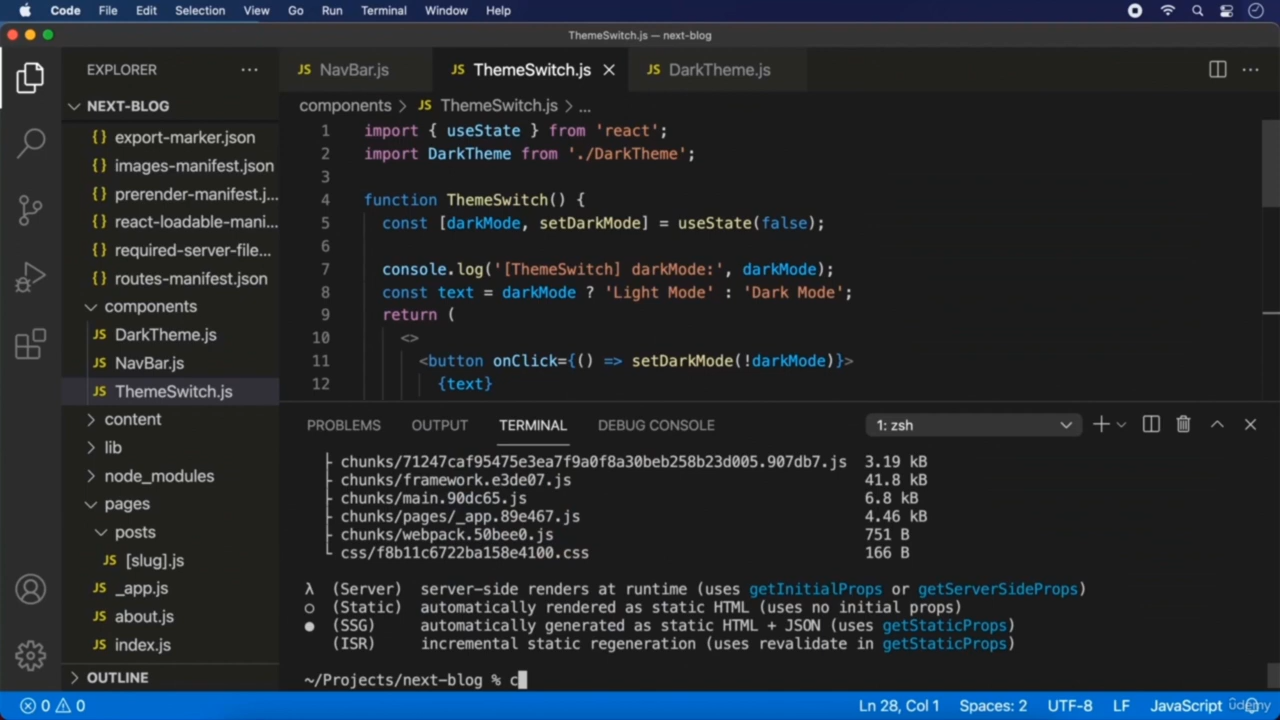 Code File Edit Selection View Go Run Terminal Window Help
ThemeSwitch.js — next-blog
EXPLORER
NEXT-BLOG
{} export-marker.json
{} images-manifest.json
{} prerender-manifest.j...
{} react-loadable-mani...
{} required-server-file...
{} routes-manifest.json
components
JS DarkTheme.js
JS NavBar.js
JS ThemeSwitch.js
content
lib
node_modules
pages
posts
JS [slug].js
JS _app.js
JS about.js
JS index.js
OUTLINE
JS NavBar.js JS ThemeSwitch.js JS DarkTheme.js
components > JS ThemeSwitch.js > ...
1 import { useState } from 'react';
2 import DarkTheme from './DarkTheme';
3
4 function ThemeSwitch() {
5 const [darkMode, setDarkMode] = useState(false);
6
7 console.log('[ThemeSwitch] darkMode:', darkMode);
8 const text = darkMode ? 'Light Mode' : 'Dark Mode';
9 return (
10 <>
11 <button onClick={() => setDarkMode(!darkMode)}>
12 {text}
PROBLEMS OUTPUT TERMINAL DEBUG CONSOLE 1: zsh
├ chunks/71247caf95475e3ea7f9a0f8a30beb258b23d005.907db7.js 3.19 kB
├ chunks/framework.e3de07.js 41.8 kB
├ chunks/main.90dc65.js 6.8 kB
├ chunks/pages/_app.89e467.js 4.46 kB
├ chunks/webpack.50bee0.js 751 B
└ css/f8b11c6722ba158e4100.css 166 B
λ (Server) server-side renders at runtime (uses getInitialProps or getServerSideProps)
○ (Static) automatically rendered as static HTML (uses no initial props)
● (SSG) automatically generated as static HTML + JSON (uses getStaticProps)
(ISR) incremental static regeneration (uses revalidate in getStaticProps)
~/Projects/next-blog % c
0 0 Ln 28, Col 1 Spaces: 2 UTF-8 LF JavaScript
udemy